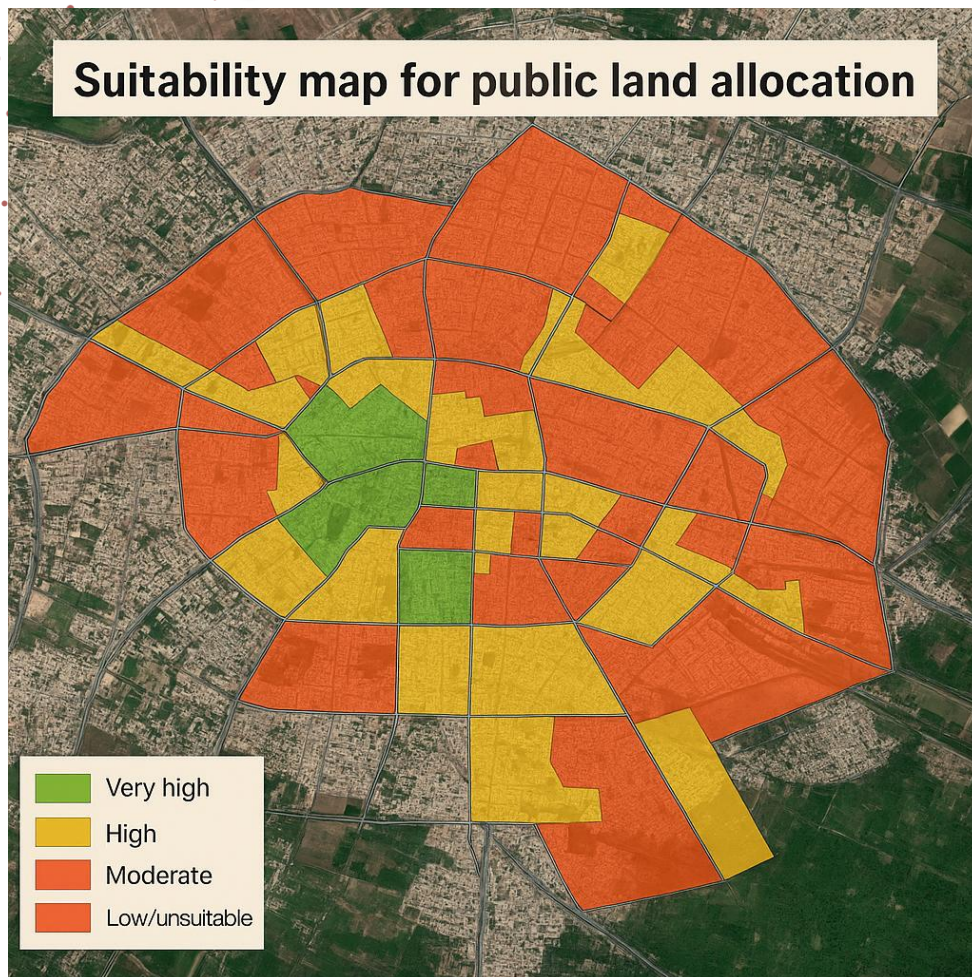 Suitability map for public land allocation
Very high
High
Moderate
Low/unsuitable